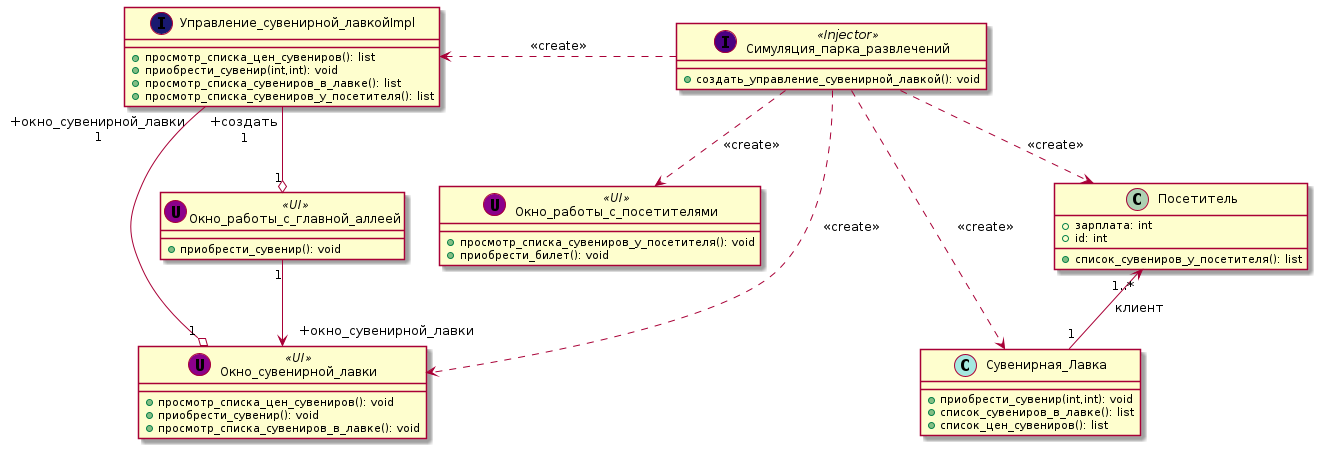 I Управление_сувенирной_лавкойImpl
просмотр_списка_цен_сувениров(): list
приобрести_сувенир(int,int): void
просмотр_списка_сувениров_в_лавке(): list
просмотр_списка_сувениров_у_посетителя(): list
«create»
«Injector»
I Симуляция_парка_развлечений
создать_управление_сувенирной_лавкой(): void
+окно_сувенирной_лавки
1
+создать
1
«create»
«create»
1
«UI»
U Окно_работы_с_главной_аллеей
приобрести_сувенир(): void
«UI»
U Окно_работы_с_посетителями
просмотр_списка_сувениров_у_посетителя(): void
приобрести_билет(): void
«create»
«create»
C Посетитель
зарплата: int
id: int
список_сувениров_у_посетителя(): list
1
1..*
клиент
1
+окно_сувенирной_лавки
1
«UI»
U Окно_сувенирной_лавки
просмотр_списка_цен_сувениров(): void
приобрести_сувенир(): void
просмотр_списка_сувениров_в_лавке(): void
C Сувенирная_Лавка
приобрести_сувенир(int,int): void
список_сувениров_в_лавке(): list
список_цен_сувениров(): list